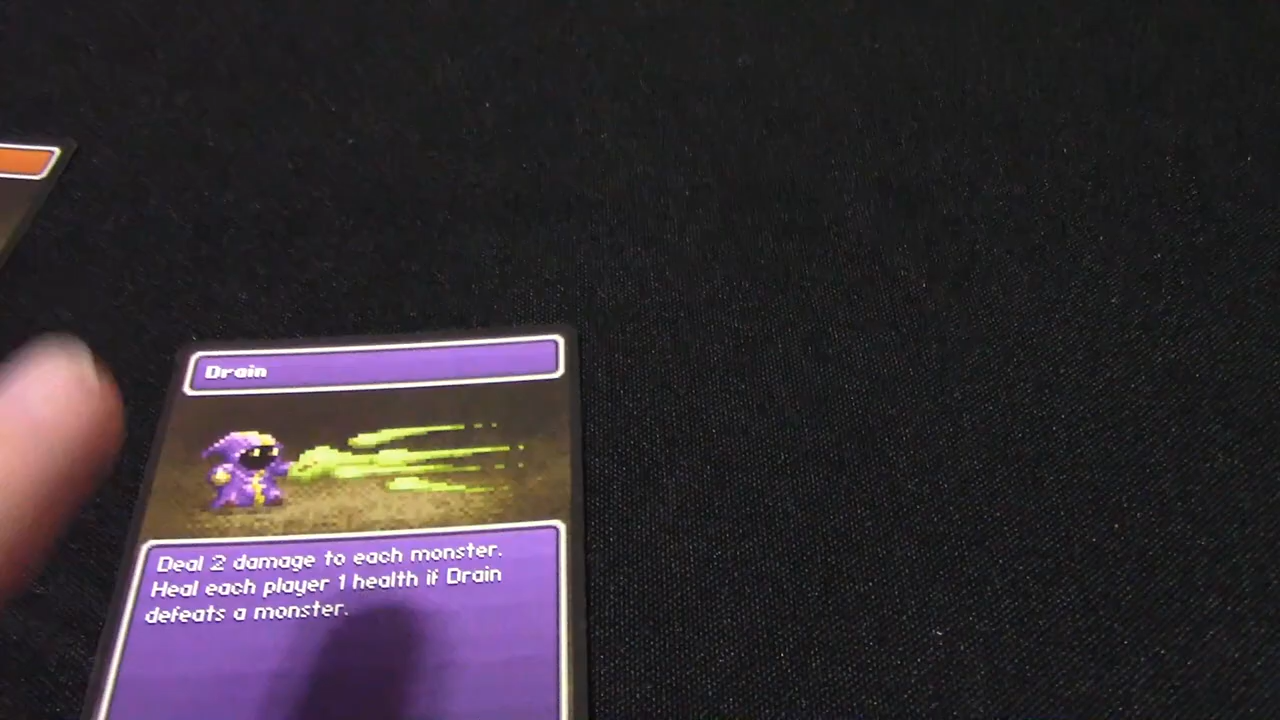 Drain
Deal 2 damage to each monster.
Heal each player 1 health if Drain
defeats a monster.